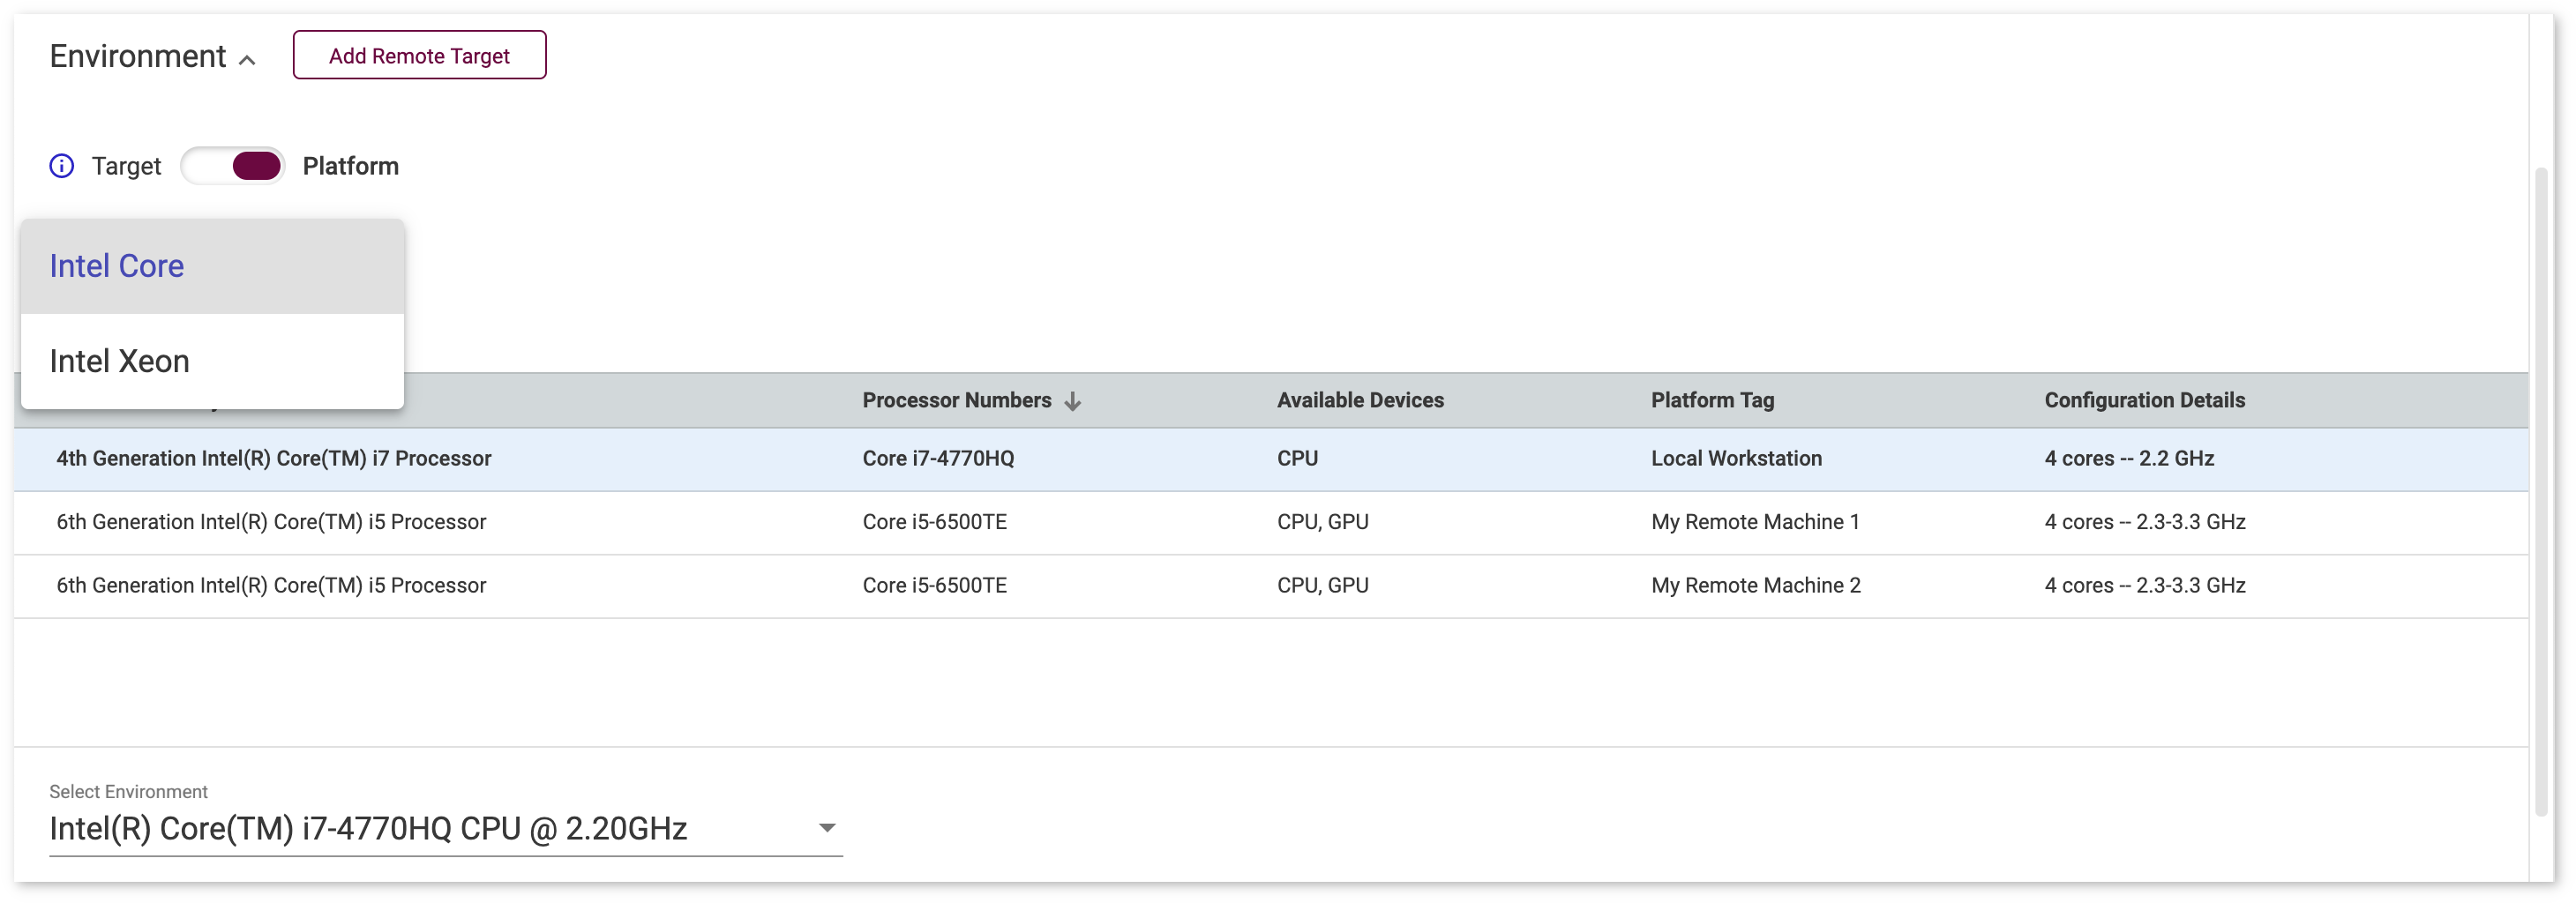 Environment Add Remote Target
Target Platform
Intel Core
Intel Xeon
Processor Numbers Available Devices Platform Tag Configuration Details
4th Generation Intel(R) Core(TM) i7 Processor Core i7-4770HQ CPU Local Workstation 4 cores -- 2.2 GHz
6th Generation Intel(R) Core(TM) i5 Processor Core i5-6500TE CPU, GPU My Remote Machine 1 4 cores -- 2.3-3.3 GHz
6th Generation Intel(R) Core(TM) i5 Processor Core i5-6500TE CPU, GPU My Remote Machine 2 4 cores -- 2.3-3.3 GHz
Select Environment
Intel(R) Core(TM) i7-4770HQ CPU @ 2.20GHz